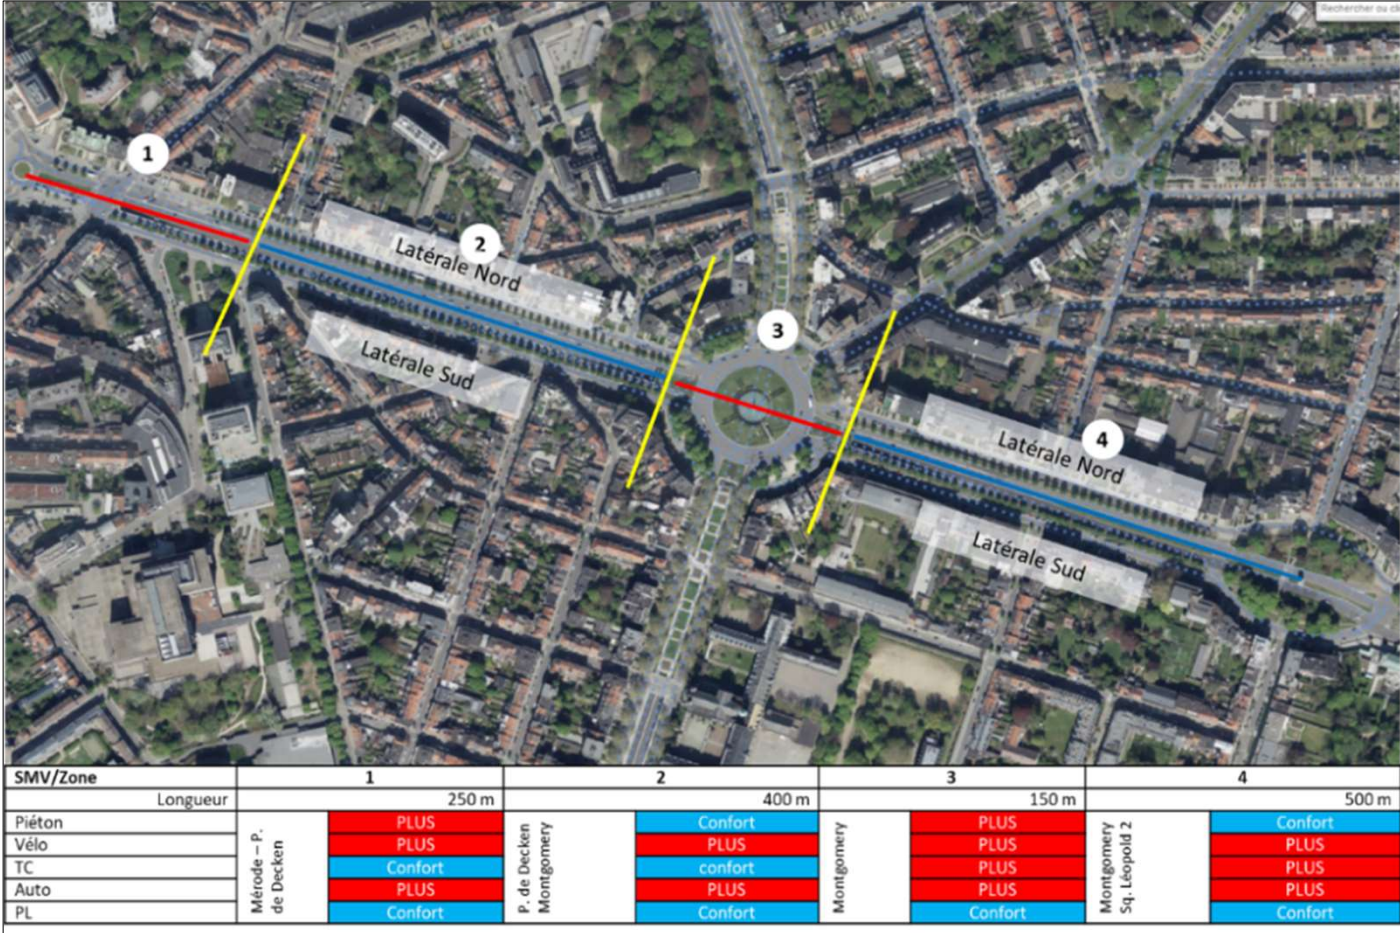 Rechercher ou cli
1
2
Latérale Nord
3
Latérale Sud
4
Latérale Nord
Latérale Sud
SMV/Zone 1 2 3 4
Longueur 250 m 400 m 150 m 500 m
Mérode – P. de Decken
P. de Decken Montgomery
Montgomery
Montgomery Sq. Léopold 2
Piéton PLUS Confort PLUS Confort
Vélo PLUS PLUS PLUS PLUS
TC Confort confort PLUS PLUS
Auto PLUS PLUS PLUS PLUS
PL Confort Confort Confort Confort